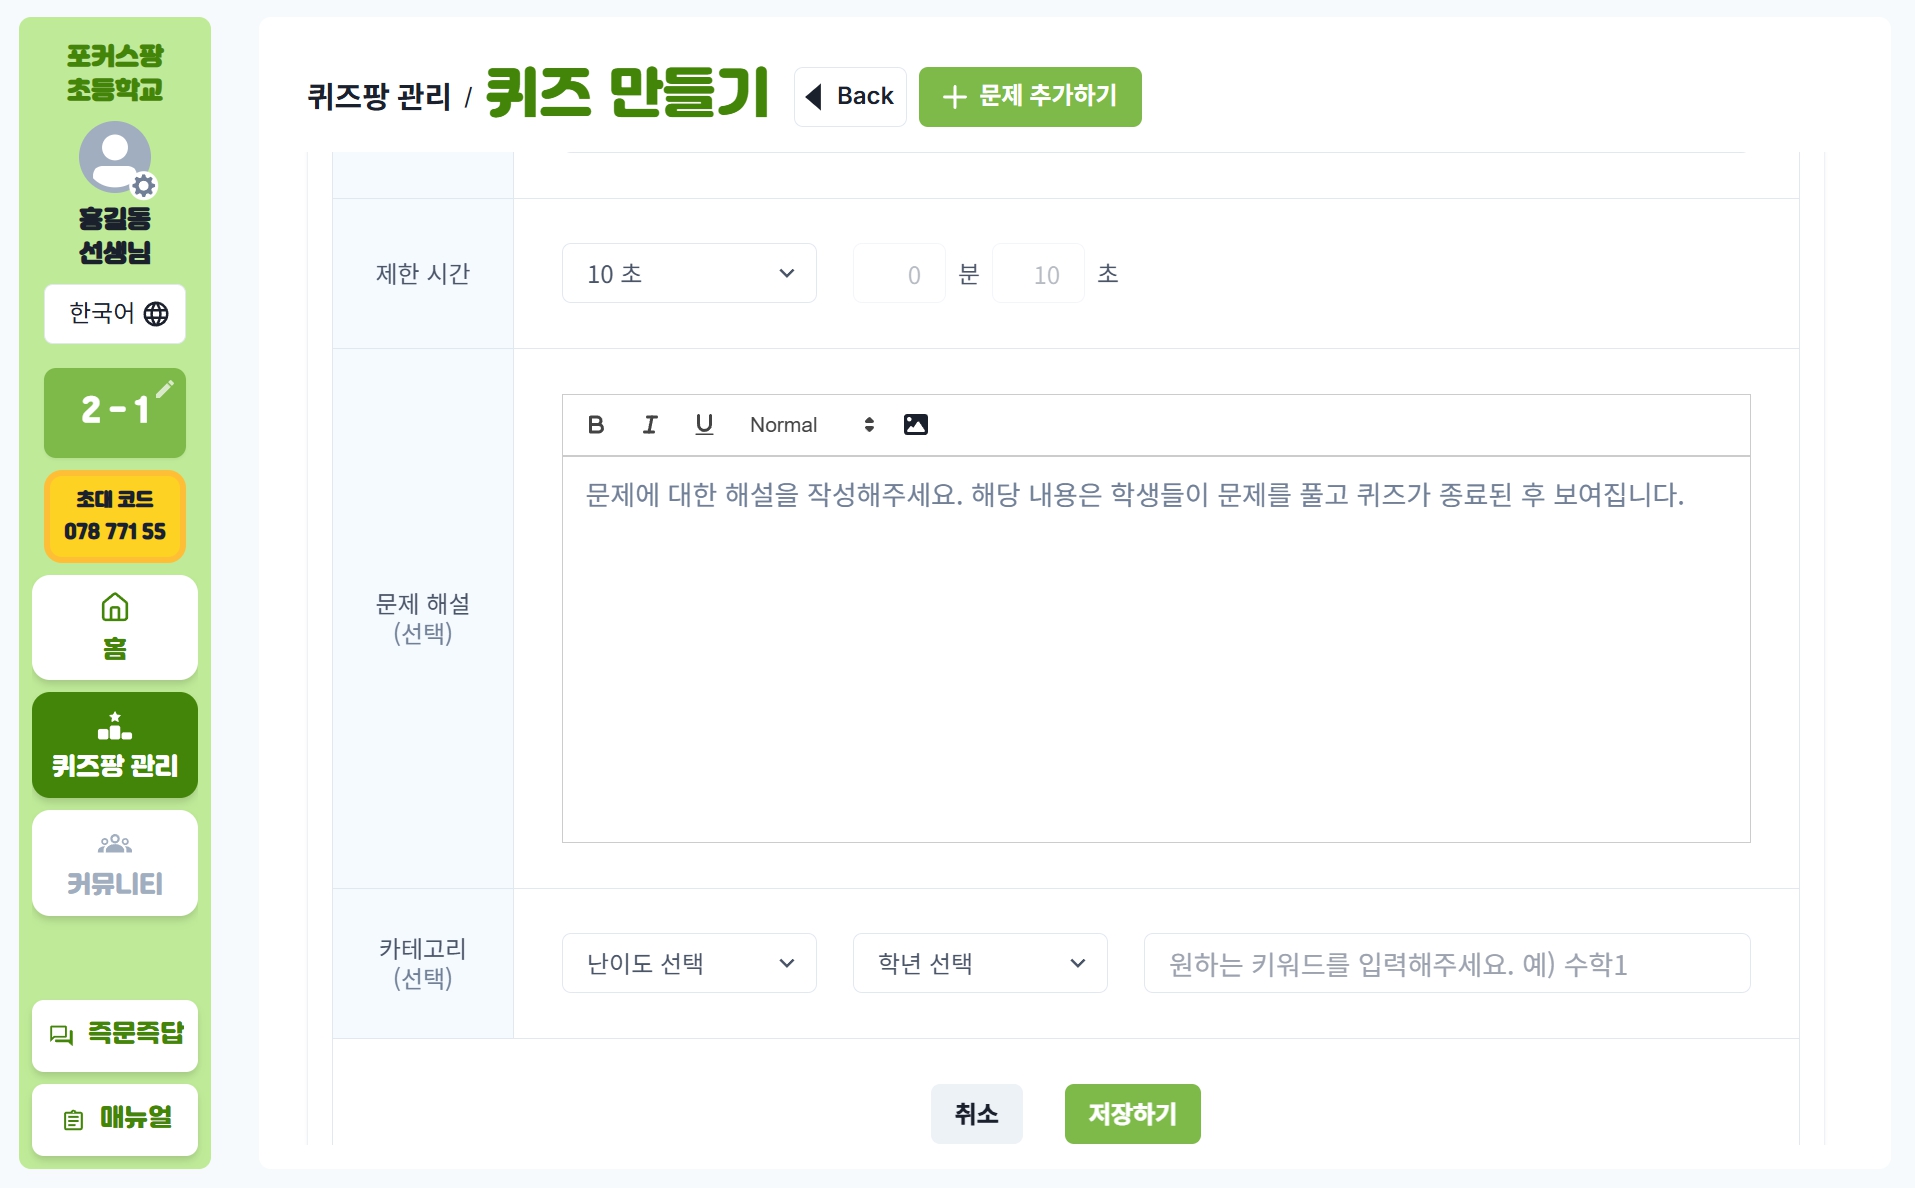 포커스팡
초등학교
홍길동
선생님
한국어
2 - 1
초대 코드
078 771 55
홈
퀴즈팡 관리
커뮤니티
즉문즉답
매뉴얼
퀴즈팡 관리 / 퀴즈 만들기 Back 문제 추가하기
제한 시간 10 초 0 분 10 초
Normal
문제에 대한 해설을 작성해주세요. 해당 내용은 학생들이 문제를 풀고 퀴즈가 종료된 후 보여집니다.
문제 해설
(선택)
카테고리
(선택)
난이도 선택 학년 선택 원하는 키워드를 입력해주세요. 예) 수학1
취소 저장하기